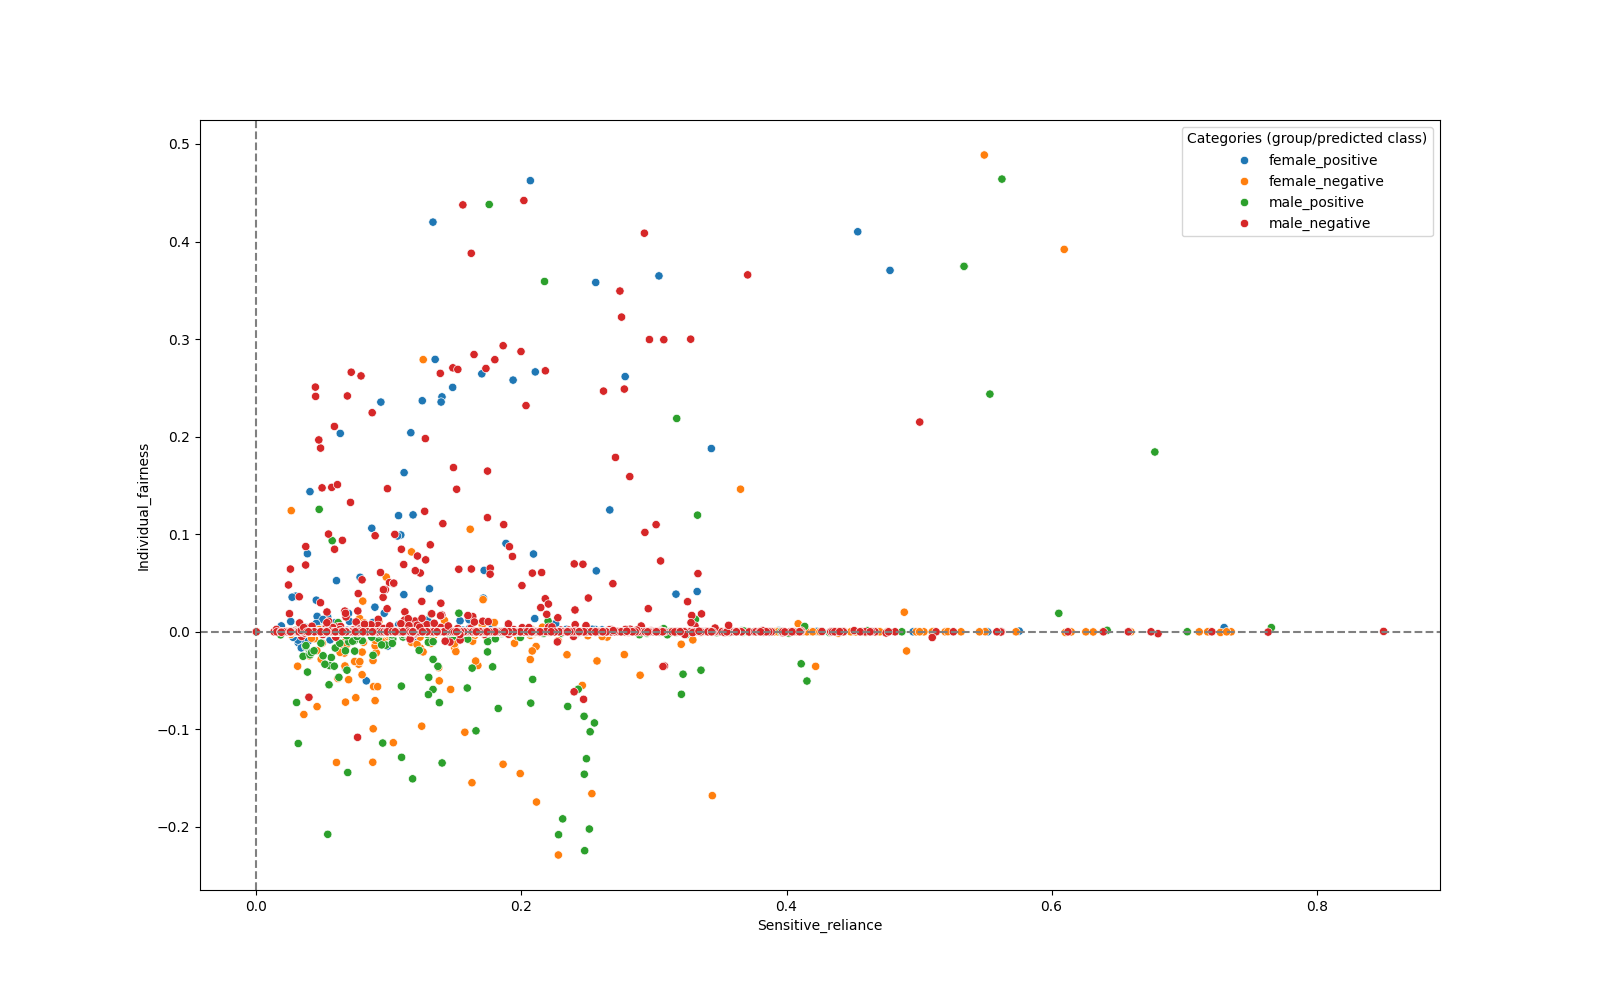 Categories (group/predicted class)
female_positive
female_negative
male_positive
male_negative
0.5
0.4
0.3
0.2
0.1
0.0
−0.1
−0.2
Individual_fairness
0.0
0.2
0.4
0.6
0.8
Sensitive_reliance